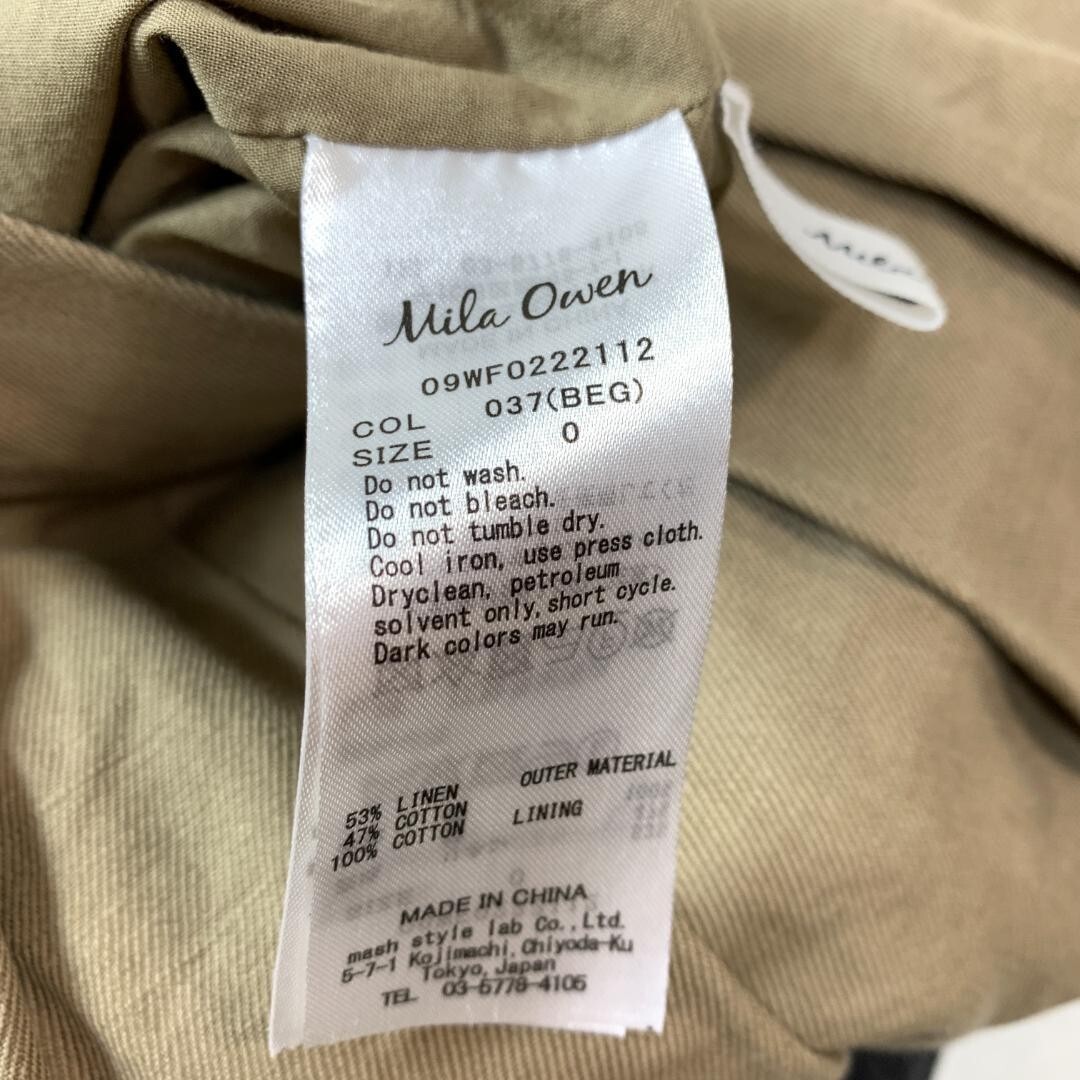 Mila Owen
09WF0222112
COL 037(BEG)
SIZE 0
Do not wash.
Do not bleach.
Do not tumble dry.
Cool iron, use press cloth.
Dryclean, petroleum
solvent only, short cycle.
Dark colors may run.
53% LINEN OUTER MATERIAL
47% COTTON
100% COTTON LINING
MADE IN CHINA
mash style lab Co.,Ltd.
5-7-1 Kojimachi, Chiyoda-Ku
Tokyo, Japan
TEL 03-5778-4105
Mila